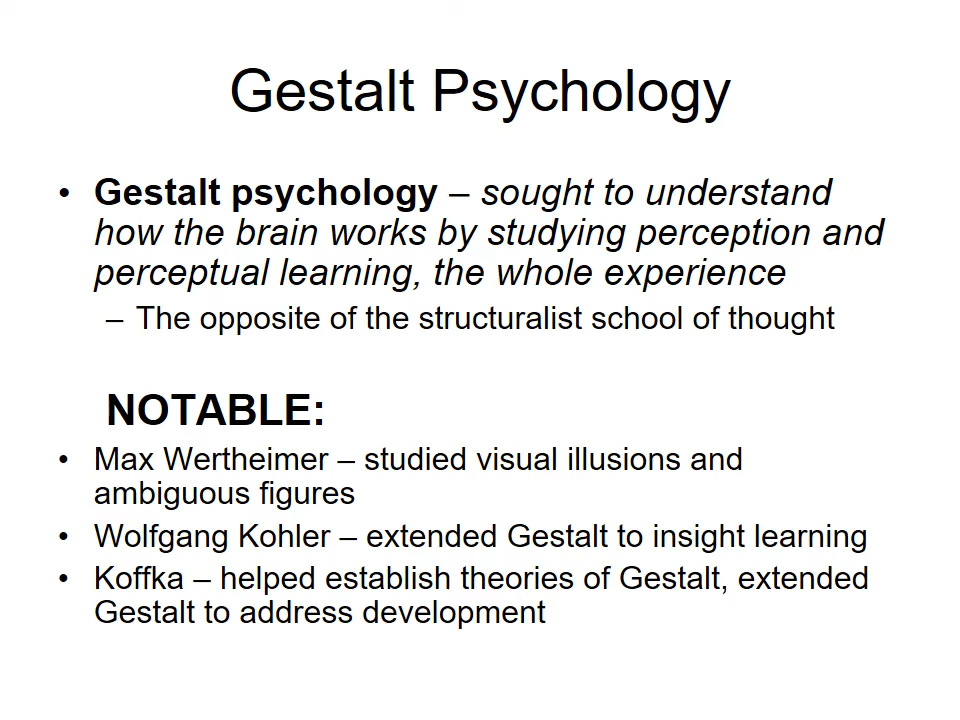 Gestalt Psychology
• Gestalt psychology – sought to understand
how the brain works by studying perception and
perceptual learning, the whole experience
– The opposite of the structuralist school of thought
NOTABLE:
• Max Wertheimer – studied visual illusions and
ambiguous figures
• Wolfgang Kohler – extended Gestalt to insight learning
• Koffka – helped establish theories of Gestalt, extended
Gestalt to address development